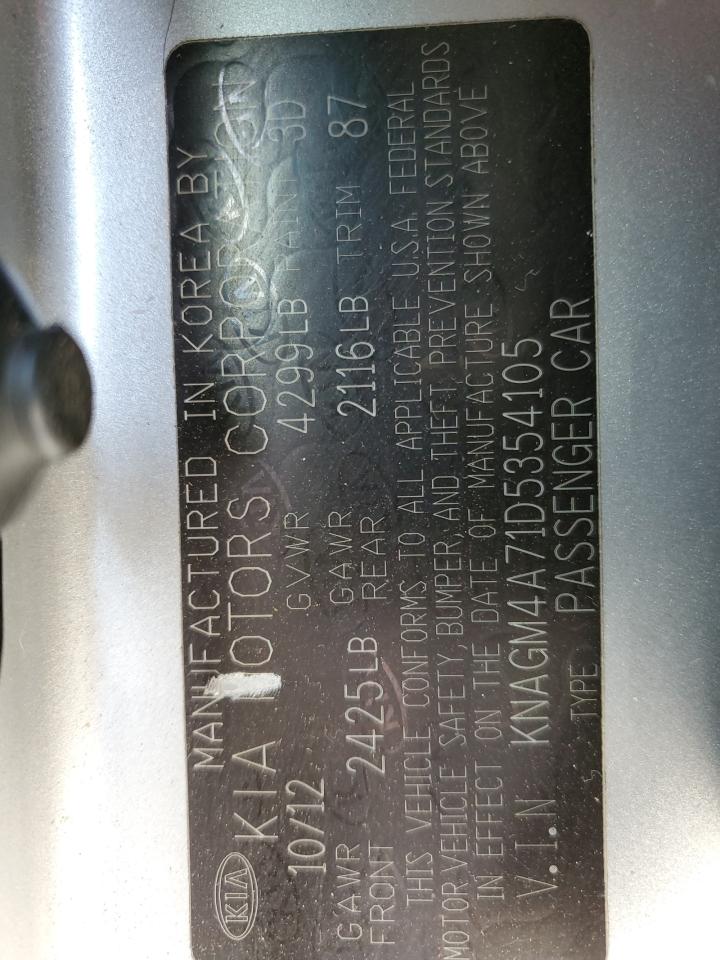 MANUFACTURED IN KOREA BY
KIA MOTORS CORPORATION
10/12 GVWR 4299LB PAINT 3D
GAWR FRONT 2425LB GAWR REAR 2116LB TRIM 87
THIS VEHICLE CONFORMS TO ALL APPLICABLE U.S.A. FEDERAL
MOTOR VEHICLE SAFETY, BUMPER, AND THEFT PREVENTION STANDARDS
IN EFFECT ON THE DATE OF MANUFACTURE SHOWN ABOVE
V.I.N KNAGM4A71D5354105
TYPE PASSENGER CAR